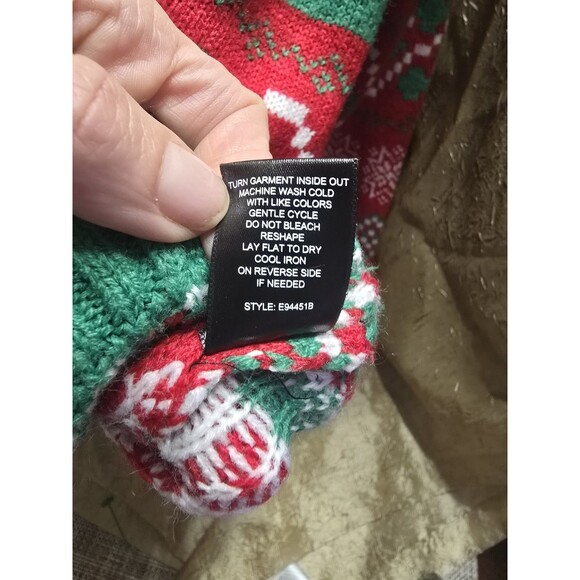 TURN GARMENT INSIDE OUT
MACHINE WASH COLD
WITH LIKE COLORS
GENTLE CYCLE
DO NOT BLEACH
RESHAPE
LAY FLAT TO DRY
COOL IRON
ON REVERSE SIDE
IF NEEDED
STYLE: E94451B